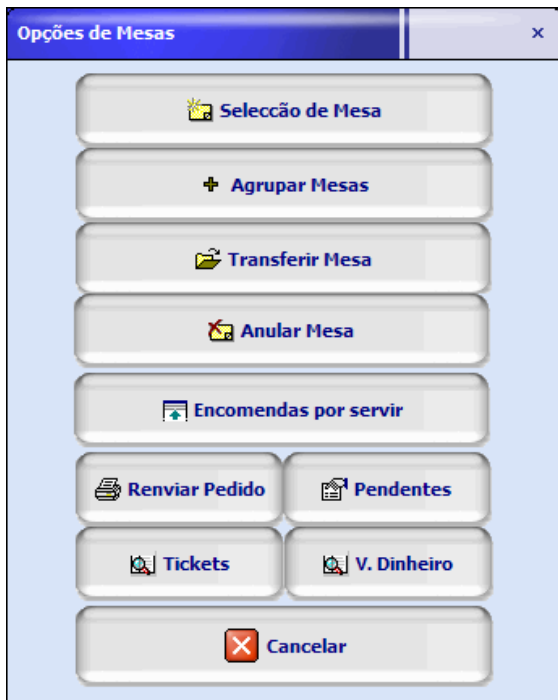 Opções de Mesas
Selecção de Mesa
Agrupar Mesas
Transferir Mesa
Anular Mesa
Encomendas por servir
Renviar Pedido
Pendentes
Tickets
V. Dinheiro
Cancelar